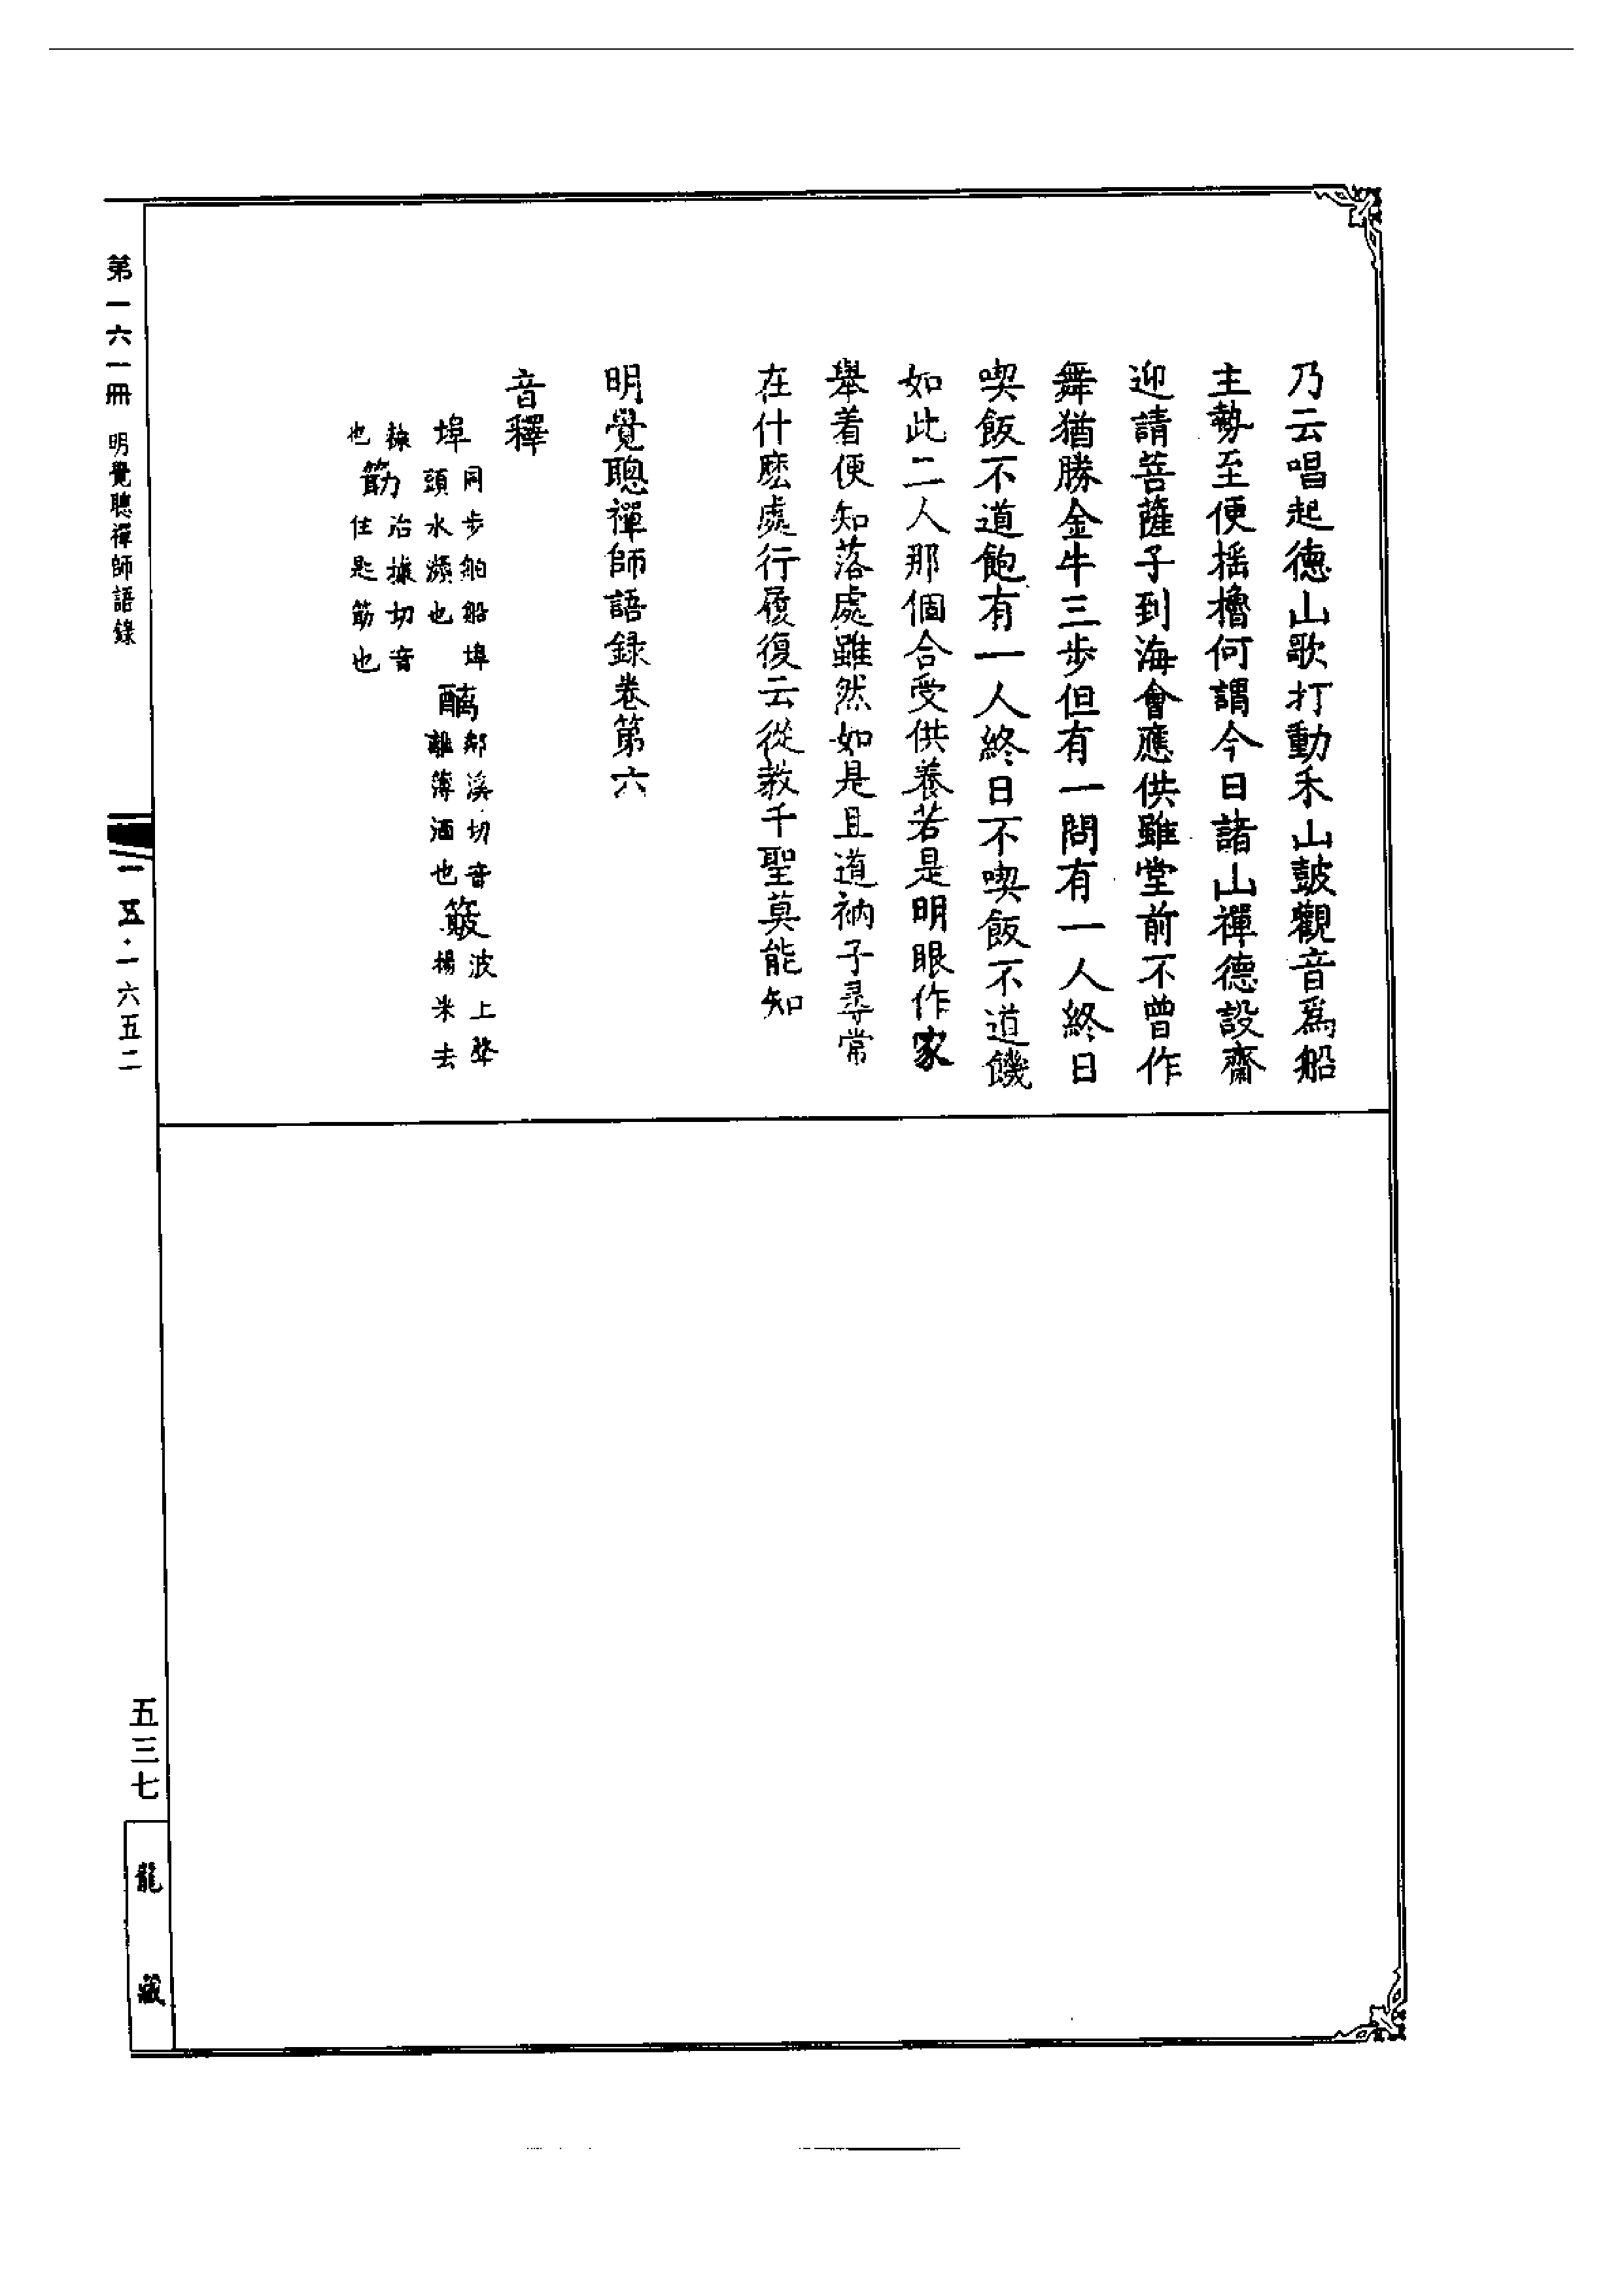 乃云唱起德山歌打動禾山鼓觀音爲船
主勢至便摇櫓何謂今日諸山禪德設齋
迎請菩薩子到海會應供雖堂前不曾作
舞猶勝金牛三步但有一問有一人終日
喫飯不道飽有一人終日不喫飯不道饑
如此二人那個合受供養若是明眼作家
舉着便知落處雖然如是且道衲子尋常
在什麽處行履復云從教千聖莫能知
明覺聰禪師語録卷第六
音釋
埠
同步舶船埠
頭水瀕也
醨
鄰溪切音
離薄酒也
簸
波上聲
揚米去
糠
也
筯
治據切音
住匙筯也
第一六一冊
明覺聰禪師語錄
一五·一六五二
五三七
龍藏